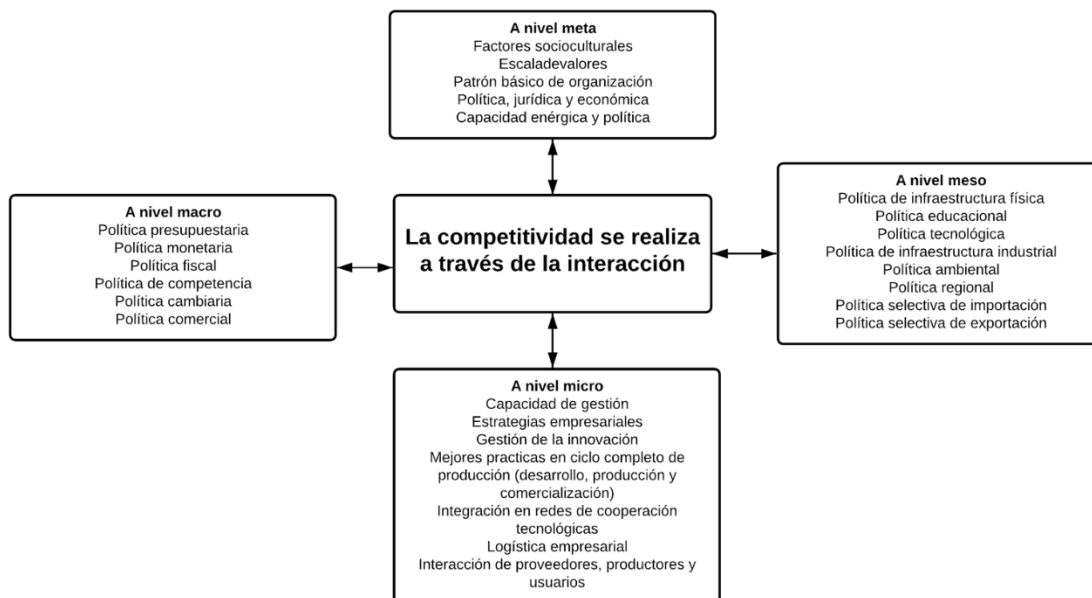 A nivel meta
Factores socioculturales
Escaladevalores
Patrón básico de organización
Política, jurídica y económica
Capacidad enérgica y política
A nivel macro
Política presupuestaria
Política monetaria
Política fiscal
Política de competencia
Política cambiaria
Política comercial
La competitividad se realiza
a través de la interacción
A nivel meso
Política de infraestructura física
Política educacional
Política tecnológica
Política de infraestructura industrial
Política ambiental
Política regional
Política selectiva de importación
Política selectiva de exportación
A nivel micro
Capacidad de gestión
Estrategias empresariales
Gestión de la innovación
Mejores practicas en ciclo completo de
producción (desarrollo, producción y
comercialización)
Integración en redes de cooperación
tecnológicas
Logística empresarial
Interacción de proveedores, productores y
usuarios